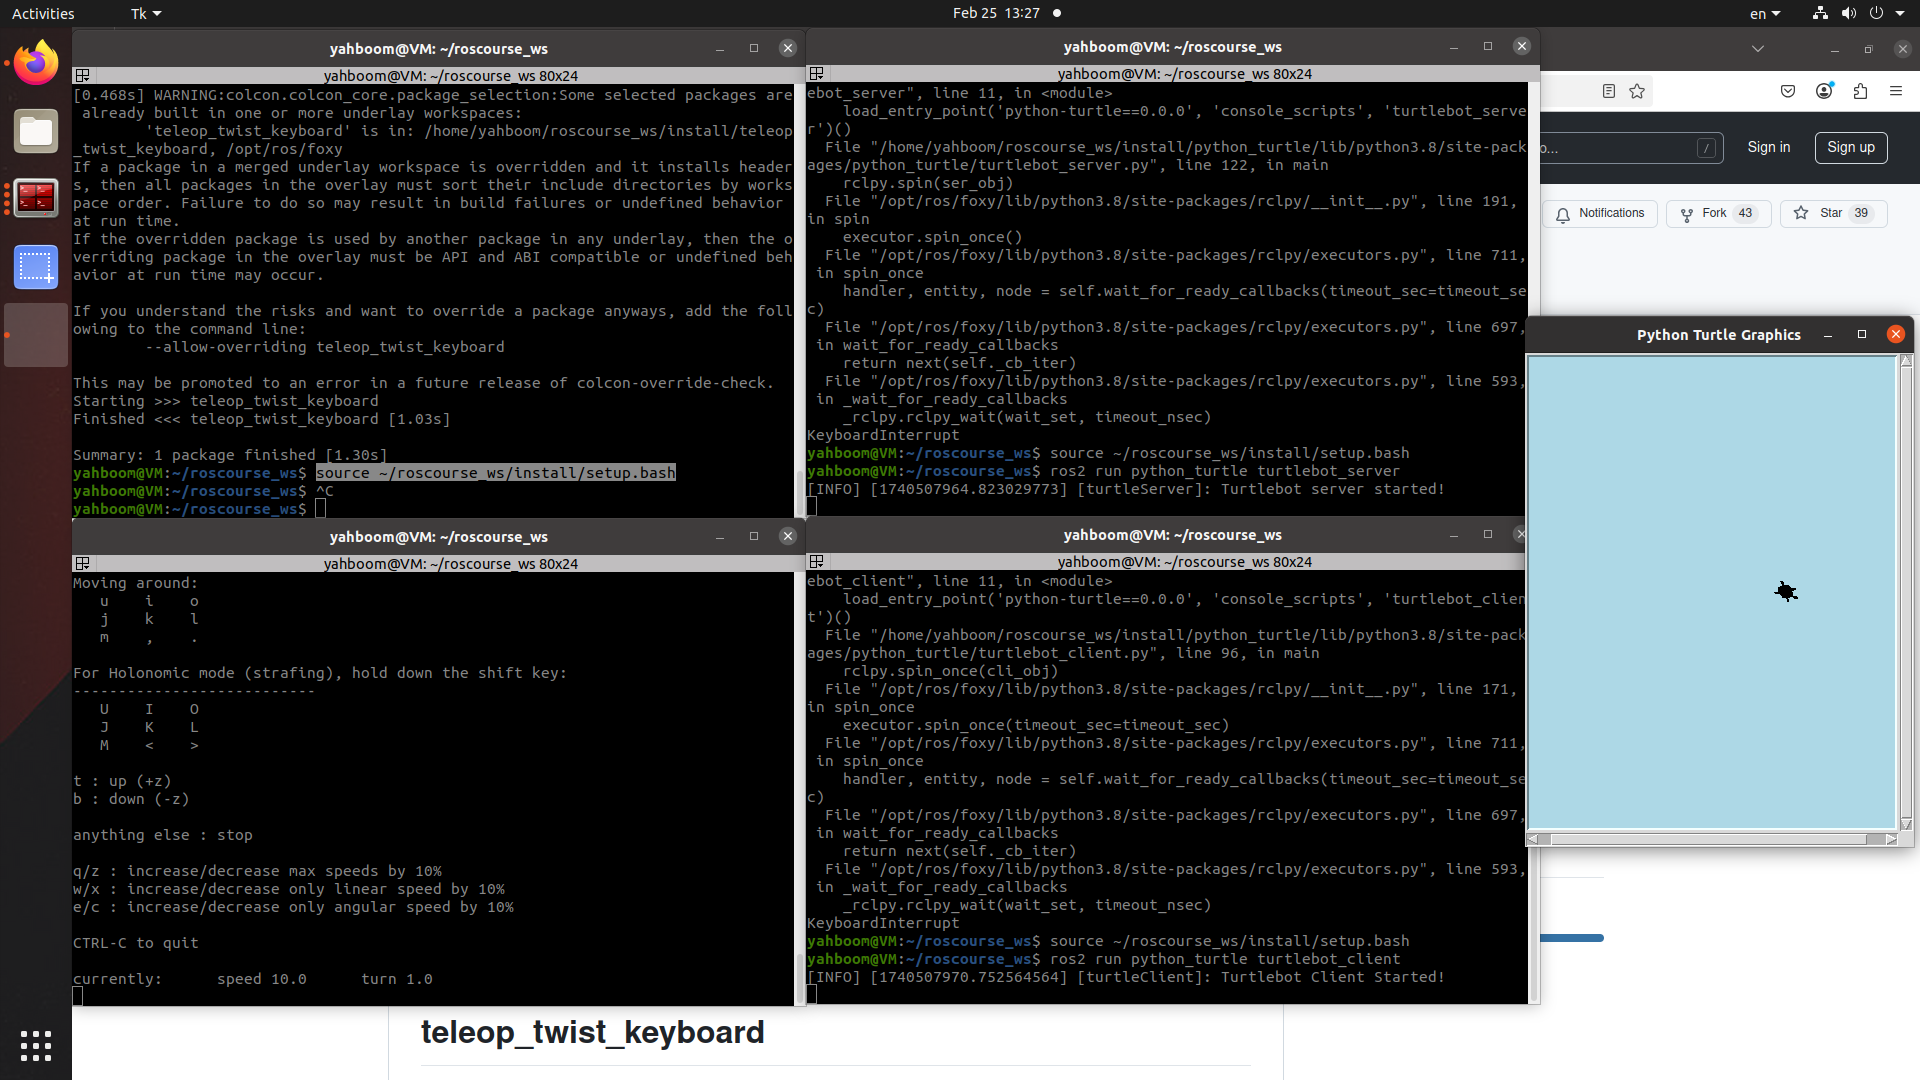 Activities
Tk
Feb 25 13:27
en
yahboom@VM: ~/roscourse_ws
yahboom@VM: ~/roscourse_ws 80x24
[0.468s] WARNING:colcon.colcon_core.package_selection:Some selected packages are
 already built in one or more underlay workspaces:
        'teleop_twist_keyboard' is in: /home/yahboom/roscourse_ws/install/teleop
_twist_keyboard, /opt/ros/foxy
If a package in a merged underlay workspace is overridden and it installs header
s, then all packages in the overlay must sort their include directories by works
pace order. Failure to do so may result in build failures or undefined behavior
at run time.
If the overridden package is used by another package in any underlay, then the o
verriding package in the overlay must be API and ABI compatible or undefined beh
avior at run time may occur.
If you understand the risks and want to override a package anyways, add the foll
owing to the command line:
        --allow-overriding teleop_twist_keyboard
This may be promoted to an error in a future release of colcon-override-check.
Starting >>> teleop_twist_keyboard
Finished <<< teleop_twist_keyboard [1.03s]
Summary: 1 package finished [1.30s]
yahboom@VM:~/roscourse_ws$ source ~/roscourse_ws/install/setup.bash
yahboom@VM:~/roscourse_ws$ ^C
yahboom@VM:~/roscourse_ws$
yahboom@VM: ~/roscourse_ws
yahboom@VM: ~/roscourse_ws 80x24
ebot_server", line 11, in <module>
    load_entry_point('python-turtle==0.0.0', 'console_scripts', 'turtlebot_serve
r')()
  File "/home/yahboom/roscourse_ws/install/python_turtle/lib/python3.8/site-pack
ages/python_turtle/turtlebot_server.py", line 122, in main
    rclpy.spin(ser_obj)
  File "/opt/ros/foxy/lib/python3.8/site-packages/rclpy/__init__.py", line 191,
in spin
    executor.spin_once()
  File "/opt/ros/foxy/lib/python3.8/site-packages/rclpy/executors.py", line 711,
 in spin_once
    handler, entity, node = self.wait_for_ready_callbacks(timeout_sec=timeout_se
c)
  File "/opt/ros/foxy/lib/python3.8/site-packages/rclpy/executors.py", line 697,
 in wait_for_ready_callbacks
    return next(self._cb_iter)
  File "/opt/ros/foxy/lib/python3.8/site-packages/rclpy/executors.py", line 593,
 in _wait_for_ready_callbacks
    _rclpy.rclpy_wait(wait_set, timeout_nsec)
KeyboardInterrupt
yahboom@VM:~/roscourse_ws$ source ~/roscourse_ws/install/setup.bash
yahboom@VM:~/roscourse_ws$ ros2 run python_turtle turtlebot_server
[INFO] [1740507964.823029773] [turtleServer]: Turtlebot server started!
o...
/
Sign in
Sign up
Notifications
Fork 43
Star 39
Python Turtle Graphics
yahboom@VM: ~/roscourse_ws
yahboom@VM: ~/roscourse_ws 80x24
Moving around:
   u    i    o
   j    k    l
   m    ,    .
For Holonomic mode (strafing), hold down the shift key:
---------------------------
   U    I    O
   J    K    L
   M    <    >
t : up (+z)
b : down (-z)
anything else : stop
q/z : increase/decrease max speeds by 10%
w/x : increase/decrease only linear speed by 10%
e/c : increase/decrease only angular speed by 10%
CTRL-C to quit
currently:      speed 10.0      turn 1.0
yahboom@VM: ~/roscourse_ws
yahboom@VM: ~/roscourse_ws 80x24
ebot_client", line 11, in <module>
    load_entry_point('python-turtle==0.0.0', 'console_scripts', 'turtlebot_clien
t')()
  File "/home/yahboom/roscourse_ws/install/python_turtle/lib/python3.8/site-pack
ages/python_turtle/turtlebot_client.py", line 96, in main
    rclpy.spin_once(cli_obj)
  File "/opt/ros/foxy/lib/python3.8/site-packages/rclpy/__init__.py", line 171,
in spin_once
    executor.spin_once(timeout_sec=timeout_sec)
  File "/opt/ros/foxy/lib/python3.8/site-packages/rclpy/executors.py", line 711,
 in spin_once
    handler, entity, node = self.wait_for_ready_callbacks(timeout_sec=timeout_se
c)
  File "/opt/ros/foxy/lib/python3.8/site-packages/rclpy/executors.py", line 697,
 in wait_for_ready_callbacks
    return next(self._cb_iter)
  File "/opt/ros/foxy/lib/python3.8/site-packages/rclpy/executors.py", line 593,
 in _wait_for_ready_callbacks
    _rclpy.rclpy_wait(wait_set, timeout_nsec)
KeyboardInterrupt
yahboom@VM:~/roscourse_ws$ source ~/roscourse_ws/install/setup.bash
yahboom@VM:~/roscourse_ws$ ros2 run python_turtle turtlebot_client
[INFO] [1740507970.752564564] [turtleClient]: Turtlebot Client Started!
teleop_twist_keyboard